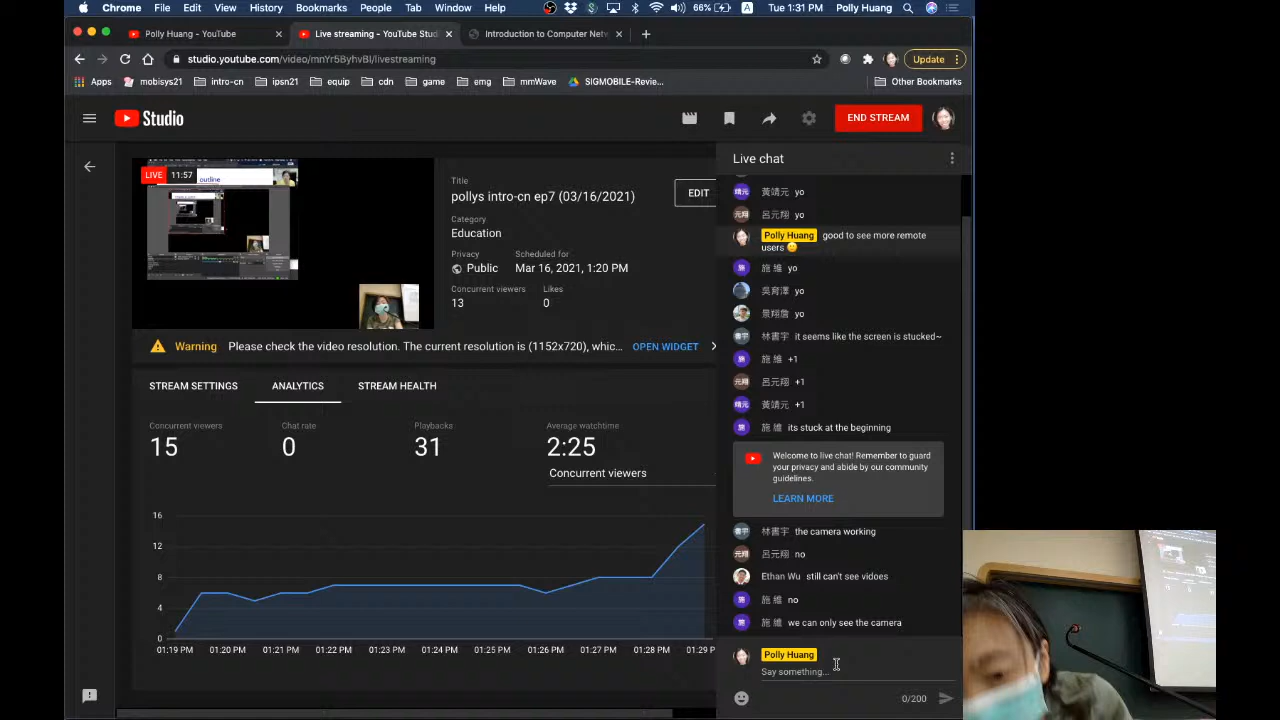 Chrome File Edit View History Bookmarks People Tab Window Help 66% A Tue 1:31 PM Polly Huang
Polly Huang - YouTube
Live streaming - YouTube Stud
Introduction to Computer Netw
studio.youtube.com/video/mnYr5ByhvBI/livestreaming
Update
Apps mobisys21 intro-cn ipsn21 equip cdn game emg mmWave SIGMOBILE-Revie... Other Bookmarks
Studio
END STREAM
LIVE 11:57
outline
Title
pollys intro-cn ep7 (03/16/2021)
EDIT
Category
Education
Privacy
Public
Scheduled for
Mar 16, 2021, 1:20 PM
Concurrent viewers
13
Likes
0
Warning Please check the video resolution. The current resolution is (1152x720), whic... OPEN WIDGET
STREAM SETTINGS ANALYTICS STREAM HEALTH
Concurrent viewers
15
Chat rate
0
Playbacks
31
Average watchtime
2:25
Concurrent viewers
16
12
8
4
0
01:19 PM 01:20 PM 01:21 PM 01:22 PM 01:23 PM 01:24 PM 01:25 PM 01:26 PM 01:27 PM 01:28 PM 01:29 P
Live chat
黃靖元 yo
呂元翔 yo
Polly Huang good to see more remote
users
施 維 yo
吳育澤 yo
泉翔詹 yo
林書宇 it seems like the screen is stucked~
施 維 +1
呂元翔 +1
黃靖元 +1
施 維 its stuck at the beginning
Welcome to live chat! Remember to guard
your privacy and abide by our community
guidelines.
LEARN MORE
林書宇 the camera working
呂元翔 no
Ethan Wu still can't see vidoes
施 維 no
施 維 we can only see the camera
Polly Huang
Say something...
0/200